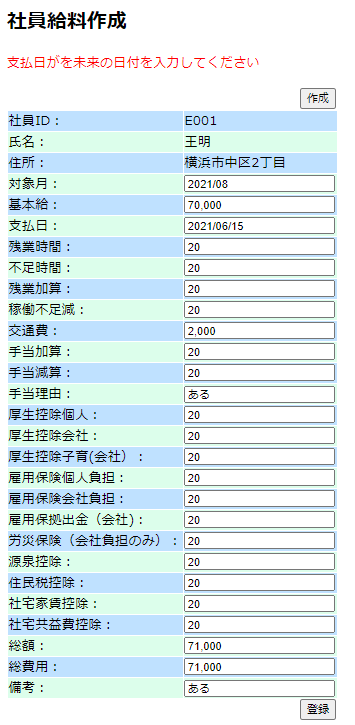 社員給料作成
支払日がを未来の日付を入力してください
作成
社員ID： E001
氏名： 王明
住所： 横浜市中区2丁目
対象月： 2021/08
基本給： 70,000
支払日： 2021/06/15
残業時間： 20
不足時間： 20
残業加算： 20
稼働不足減： 20
交通費： 2,000
手当加算： 20
手当減算： 20
手当理由： ある
厚生控除個人： 20
厚生控除会社： 20
厚生控除子育(会社）： 20
雇用保険個人負担： 20
雇用保険会社負担： 20
雇用保拠出金（会社)： 20
労災保険（会社負担のみ）： 20
源泉控除： 20
住民税控除： 20
社宅家賃控除： 20
社宅共益費控除： 20
総額： 71,000
総費用： 71,000
備考： ある
登録